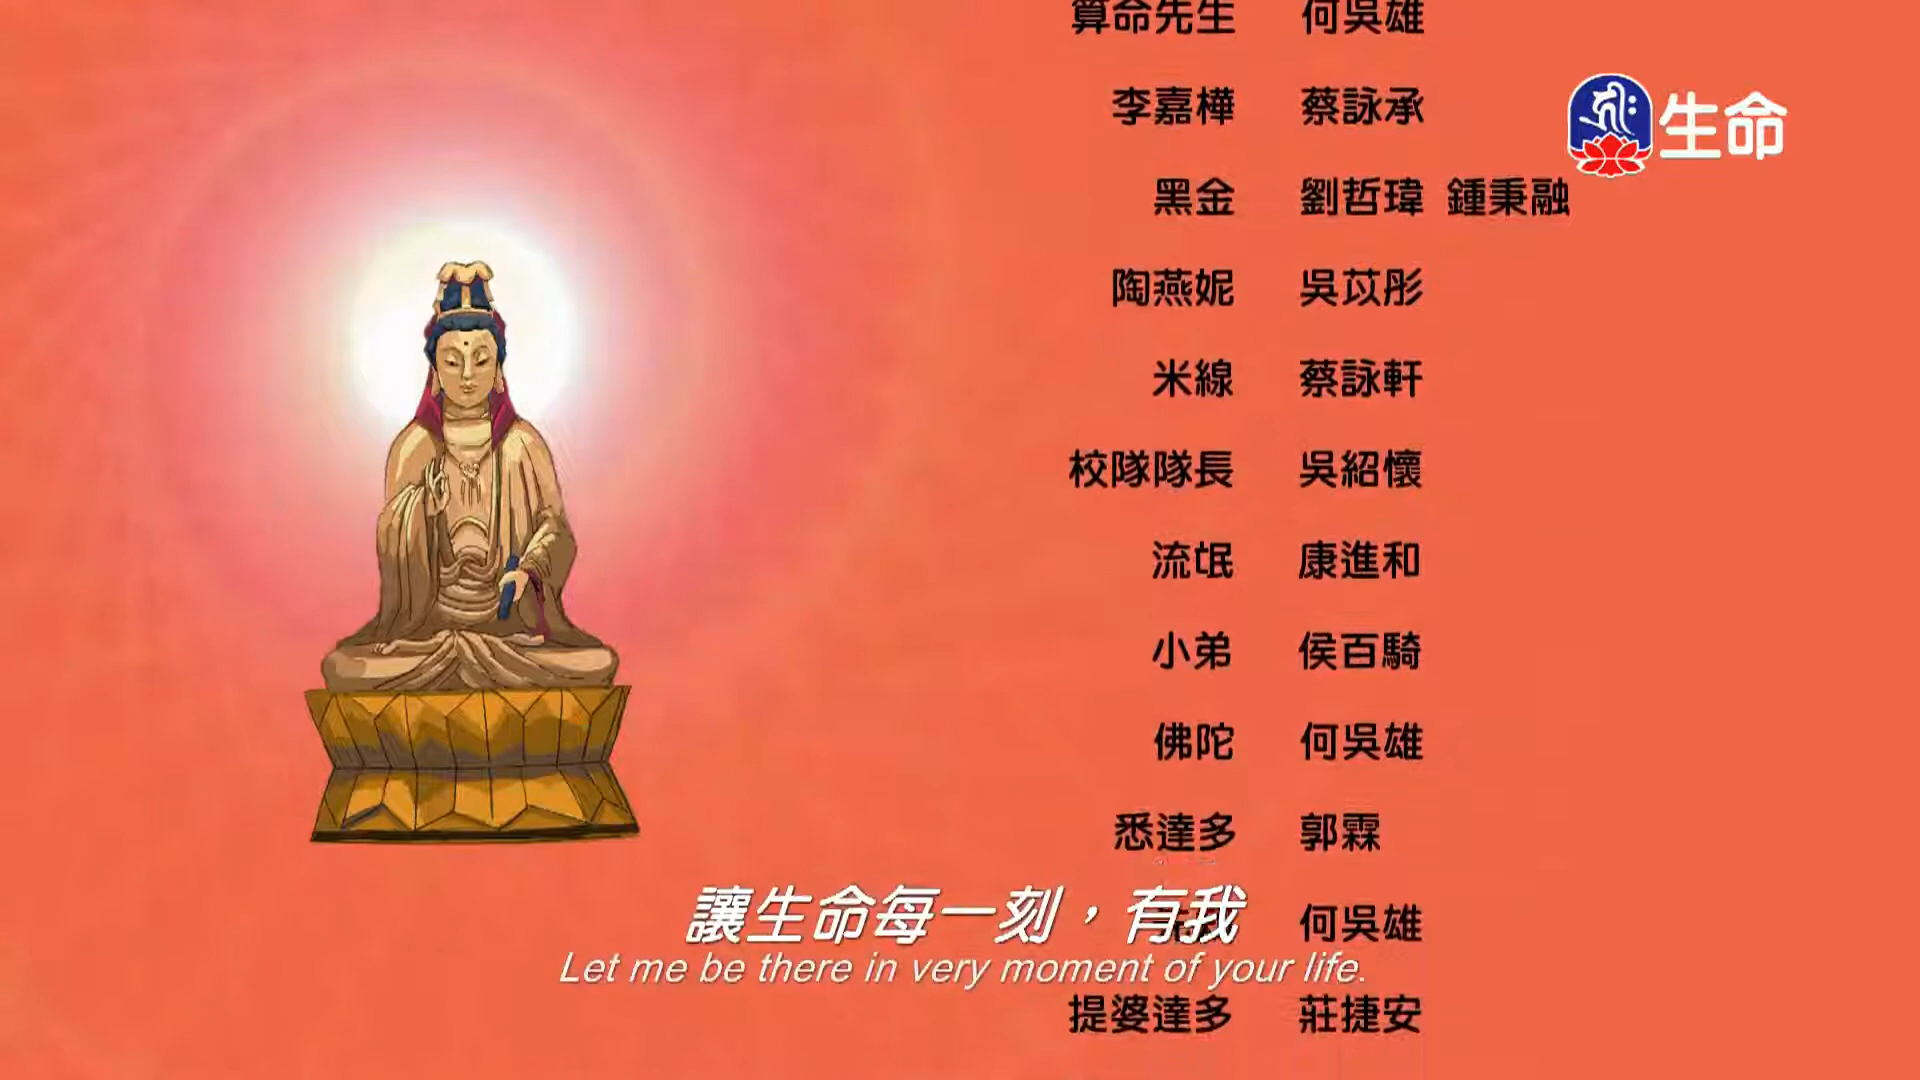 算命先生 何吳雄
李嘉樺 蔡詠承
生命
黑金 劉哲瑋 鍾秉融
陶燕妮 吳苡彤
米線 蔡詠軒
校隊隊長 吳紹懷
流氓 康進和
小弟 侯百騎
佛陀 何吳雄
悉達多 郭霖
何吳雄
讓生命每一刻，有我
Let me be there in very moment of your life.
提婆達多 莊捷安